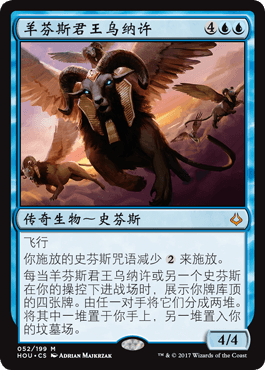 羊芬斯君王乌纳许 4
传奇生物～史芬斯
飞行
你施放的史芬斯咒语减少 2 来施放。
每当羊芬斯君王乌纳许或另一个史芬斯
在你的操控下进战场时，展示你牌库顶
的四张牌。由任一对手将它们分成两堆。
将其中一堆置于你手上，另一堆置入你
的坟墓场。
4/4
052/199 M
HOU • CS ADRIAN MAJKRZAK
™ & © 2017 Wizards of the Coast